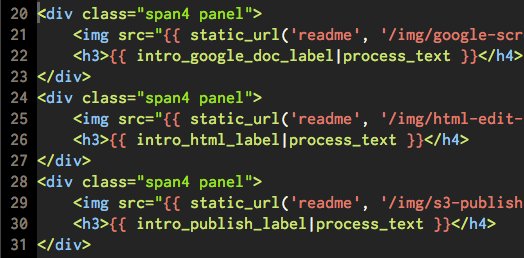 20 <div class="span4 panel">
21     <img src="{{ static_url('readme', '/img/google-scr
22     <h3>{{ intro_google_doc_label|process_text }}</h4>
23 </div>
24 <div class="span4 panel">
25     <img src="{{ static_url('readme', '/img/html-edit-
26     <h3>{{ intro_html_label|process_text }}</h4>
27 </div>
28 <div class="span4 panel">
29     <img src="{{ static_url('readme', '/img/s3-publish
30     <h3>{{ intro_publish_label|process_text }}</h4>
31 </div>